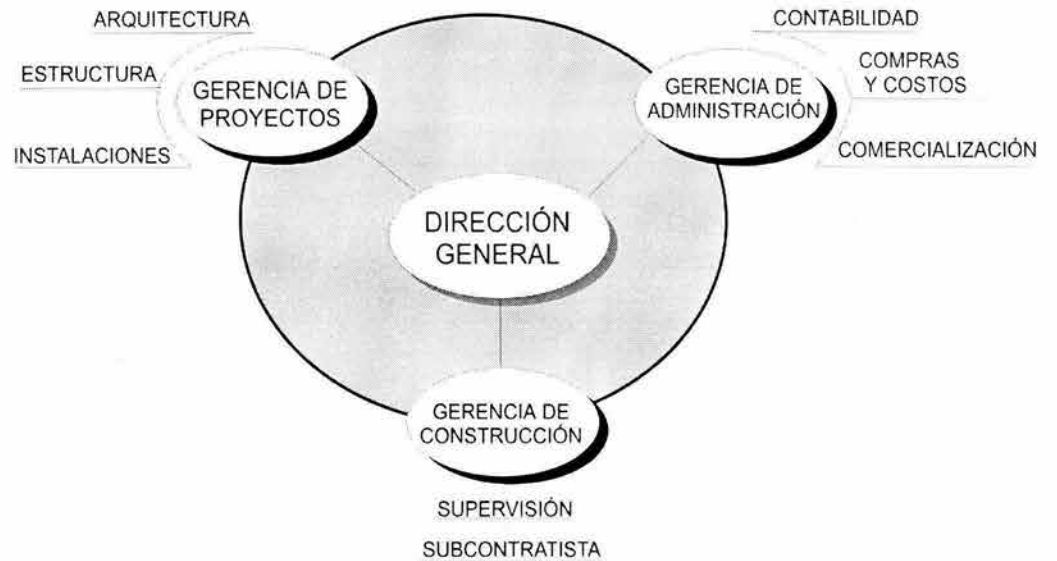 ARQUITECTURA
ESTRUCTURA
INSTALACIONES
GERENCIA DE
PROYECTOS
CONTABILIDAD
COMPRAS
Y COSTOS
COMERCIALIZACIÓN
GERENCIA DE
ADMINISTRACIÓN
DIRECCIÓN
GENERAL
GERENCIA DE
CONSTRUCCIÓN
SUPERVISIÓN
SUBCONTRATISTA